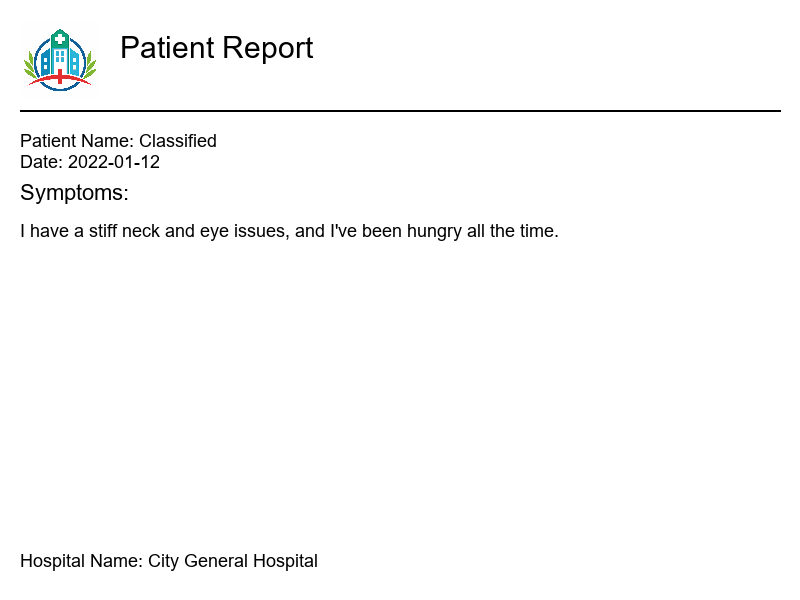 Patient Report
Patient Name: Classified
Date: 2022-01-12
Symptoms:
I have a stiff neck and eye issues, and I've been hungry all the time.
Hospital Name: City General Hospital